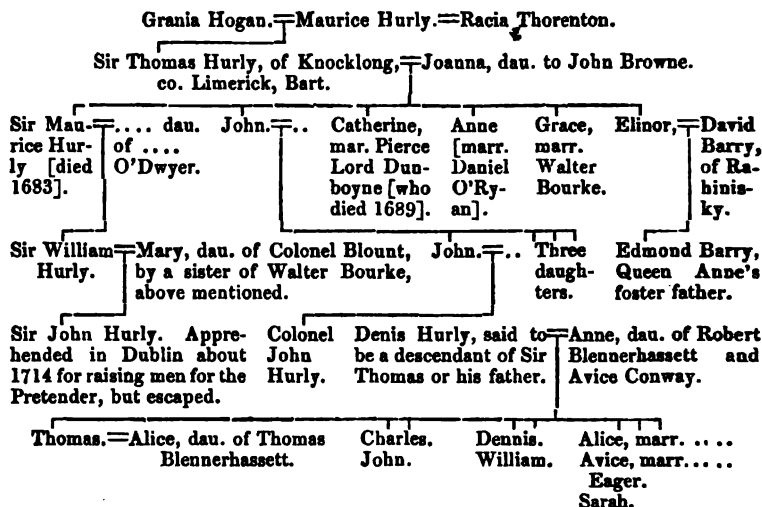 Grania Hogan.=Maurice Hurly.=Racia Thorenton.
Sir Thomas Hurly, of Knocklong,=Joanna, dau. to John Browne.
co. Limerick, Bart.
Sir Mau-=.... dau. John.=.. Catherine, Anne Grace, Elinor,=David
rice Hur- of .... mar. Pierce [marr. marr. Barry,
ly [died O'Dwyer. Lord Dun- Daniel Walter of Ra-
1683]. boyne [who O'Ry- Bourke. hinis-
died 1689]. an]. ky.
Sir William=Mary, dau. of Colonel Blount, John.=.. Three Edmond Barry,
Hurly. by a sister of Walter Bourke, daugh- Queen Anne's
above mentioned. ters. foster father.
Sir John Hurly. Appre- Colonel Denis Hurly, said to=Anne, dau. of Robert
hended in Dublin about John be a descendant of Sir Blennerhassett and
1714 for raising men for the Hurly. Thomas or his father. Avice Conway.
Pretender, but escaped.
Thomas.=Alice, dau. of Thomas Charles. Dennis. Alice, marr. ....
Blennerhassett. John. William. Avice, marr.....
Eager.
Sarah.